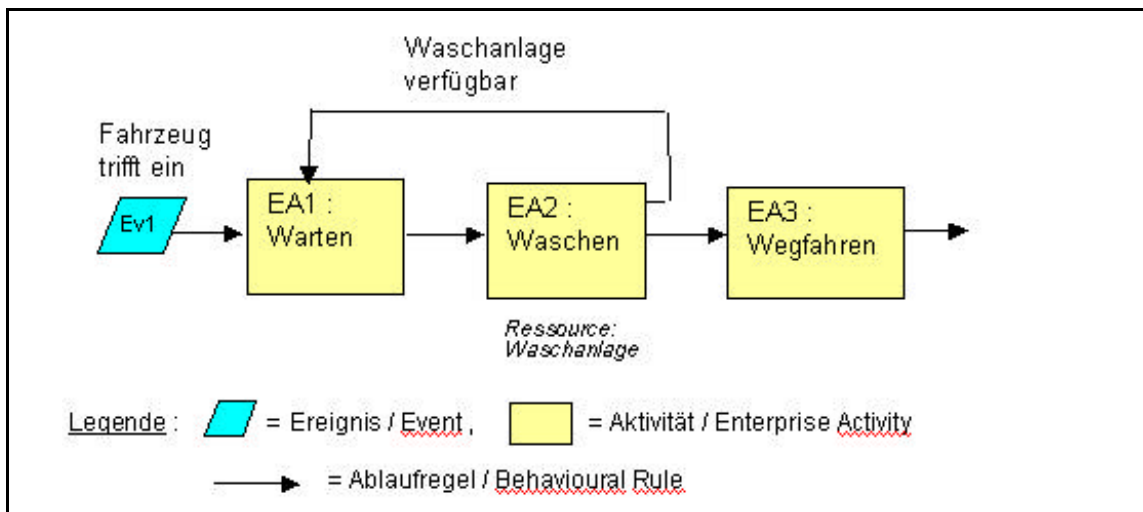 Waschanlage
verfügbar
Fahrzeug
trifft ein
Ev1
EA1 :
Warten
EA2 :
Waschen
EA3 :
Wegfahren
Ressource:
Waschanlage
Legende : = Ereignis / Event , = Aktivität / Enterprise Activity
= Ablaufregel / Behavioural Rule